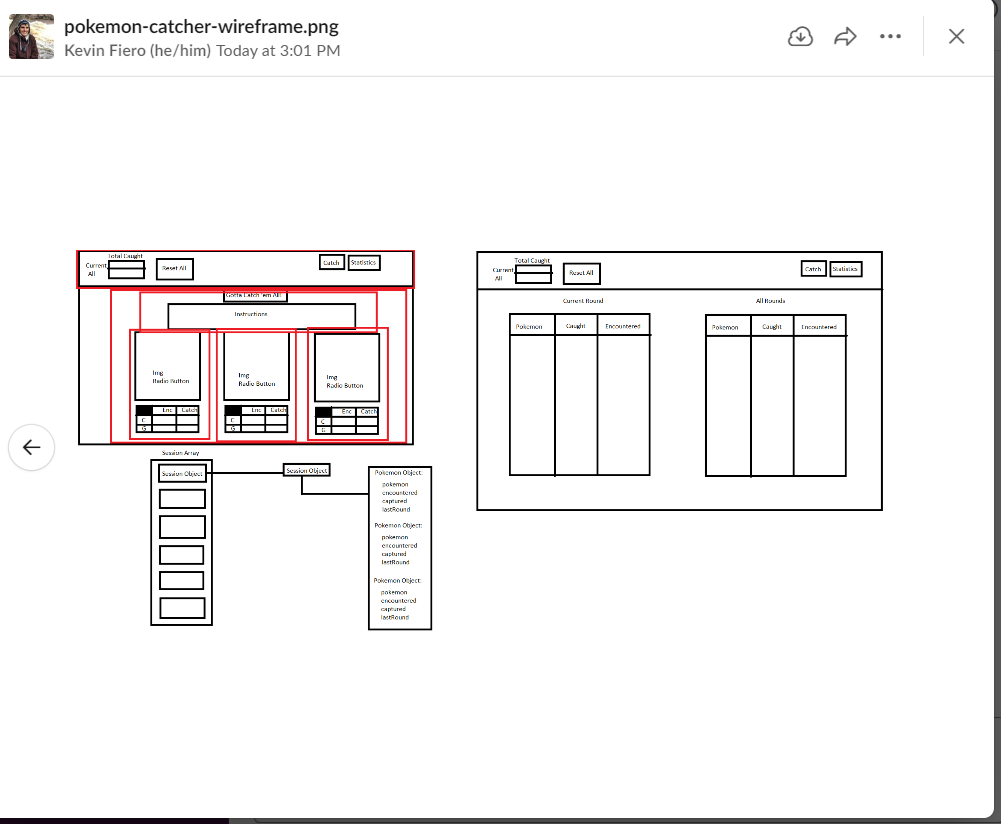 pokemon-catcher-wireframe.png
Kevin Fiero (he/him) Today at 3:01 PM
Total Caught
Current
All
Reset All
Catch
Statistics
Gotta Catch 'em All!
Instructions
Img
Radio Button
Img
Radio Button
Img
Radio Button
Enc Catch
C
G
Enc Catch
C
G
Enc Catch
C
G
Session Array
Session Object
Session Object
Pokemon Object:
pokemon
encountered
captured
lastRound
Pokemon Object:
pokemon
encountered
captured
lastRound
Pokemon Object:
pokemon
encountered
captured
lastRound
Total Caught
Current
All
Reset All
Catch
Statistics
Current Round
All Rounds
Pokemon Caught Encountered
Pokemon Caught Encountered